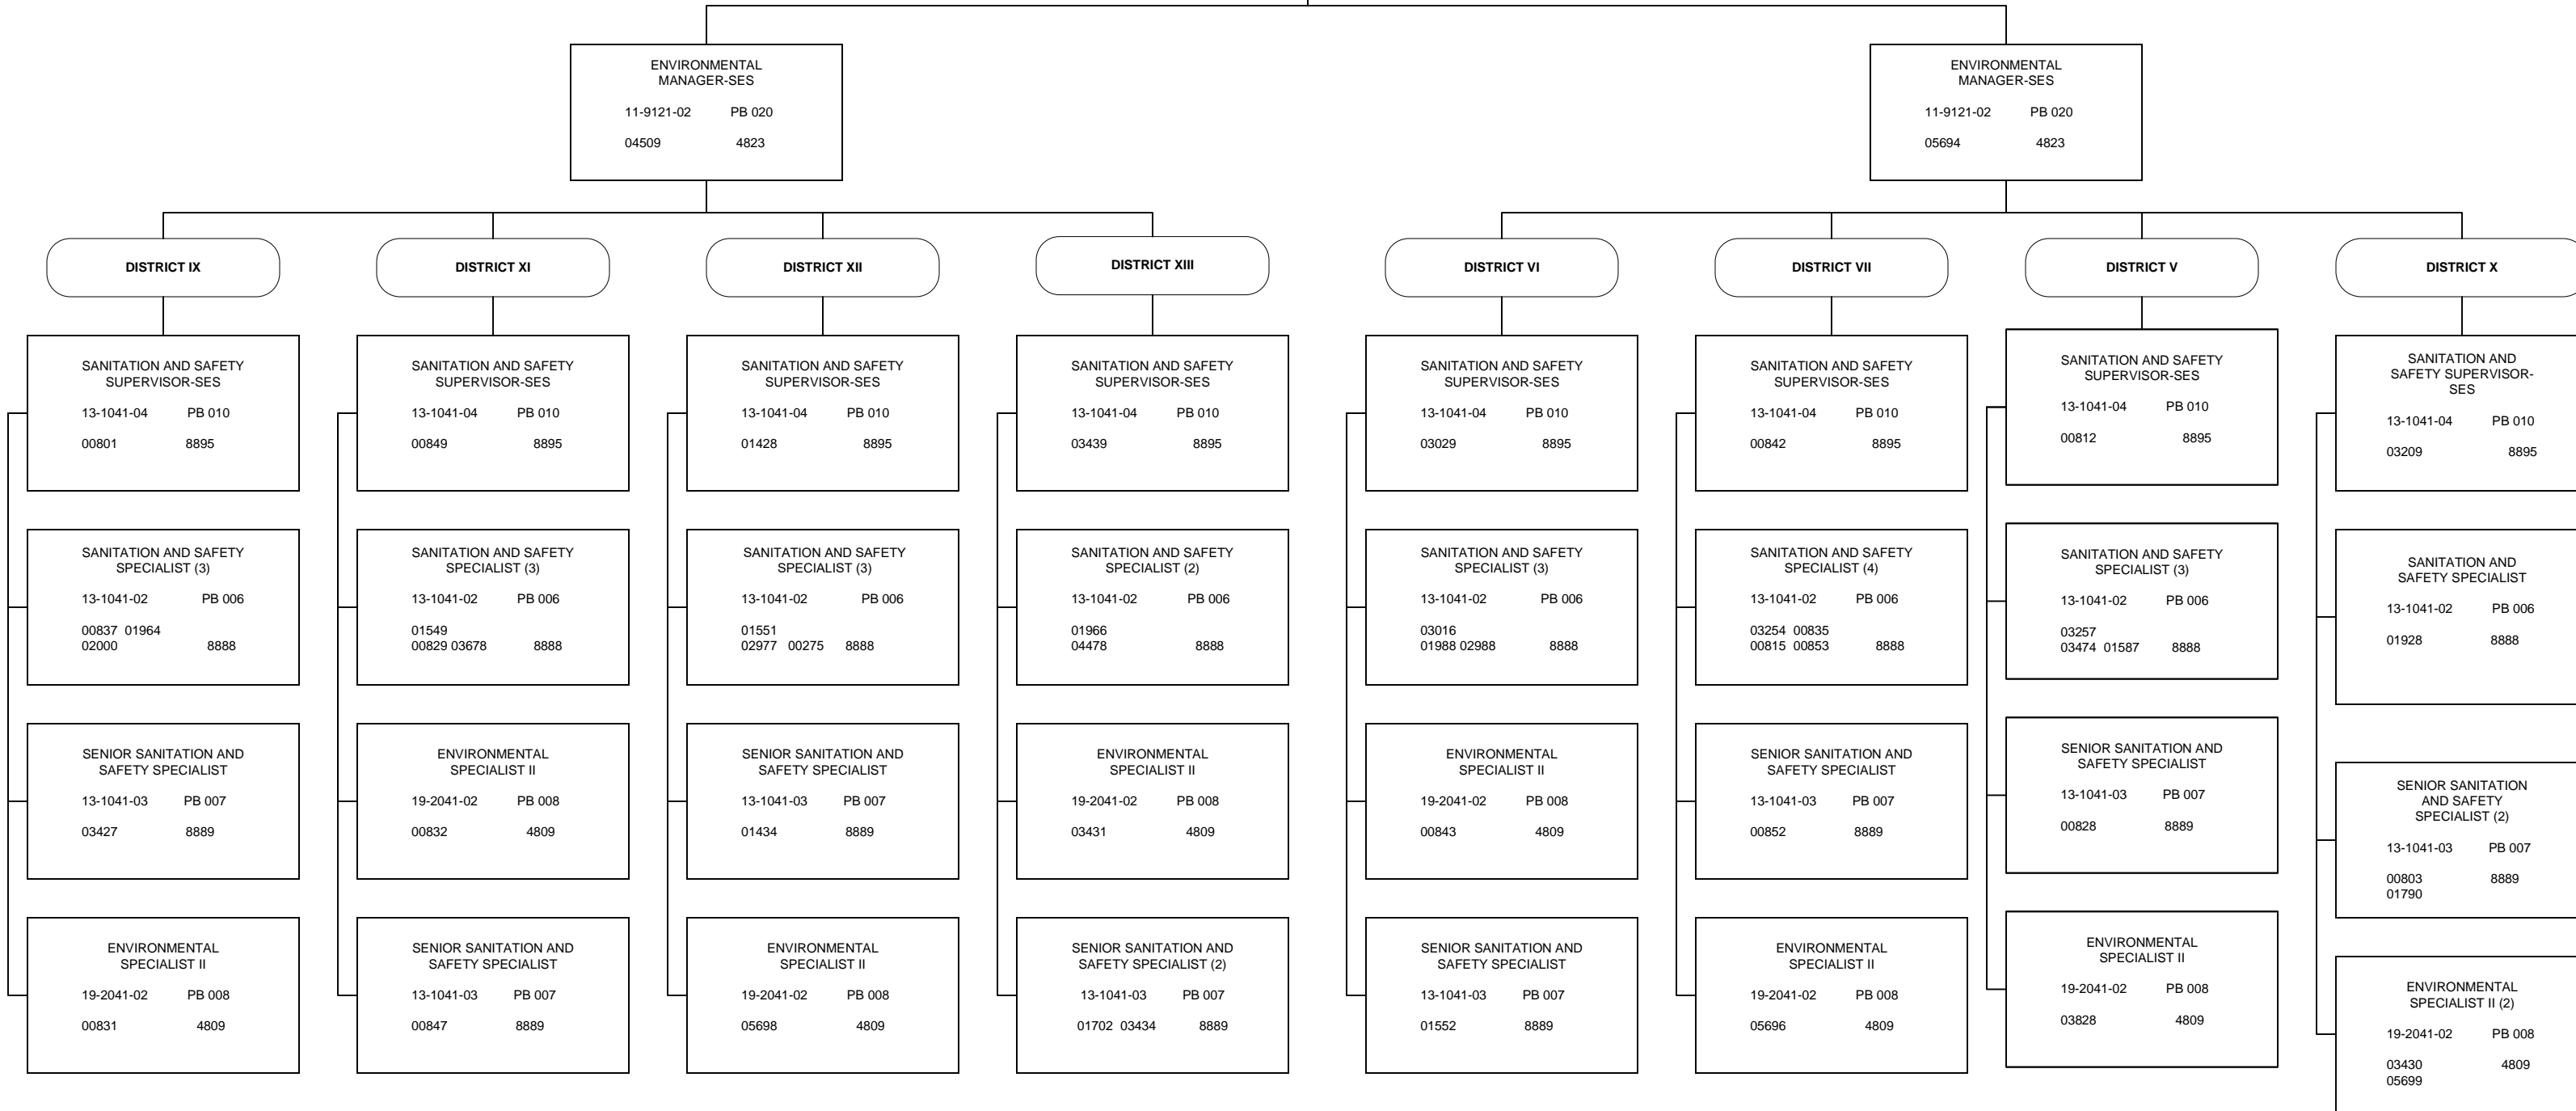 ENVIRONMENTAL
MANAGER-SES
11-9121-02 PB 020
04509 4823
ENVIRONMENTAL
MANAGER-SES
11-9121-02 PB 020
05694 4823
DISTRICT IX
SANITATION AND SAFETY
SUPERVISOR-SES
13-1041-04 PB 010
00801 8895
SANITATION AND SAFETY
SPECIALIST (3)
13-1041-02 PB 006
00837 01964
02000 8888
SENIOR SANITATION AND
SAFETY SPECIALIST
13-1041-03 PB 007
03427 8889
ENVIRONMENTAL
SPECIALIST II
19-2041-02 PB 008
00831 4809
DISTRICT XI
SANITATION AND SAFETY
SUPERVISOR-SES
13-1041-04 PB 010
00849 8895
SANITATION AND SAFETY
SPECIALIST (3)
13-1041-02 PB 006
01549
00829 03678 8888
ENVIRONMENTAL
SPECIALIST II
19-2041-02 PB 008
00832 4809
SENIOR SANITATION AND
SAFETY SPECIALIST
13-1041-03 PB 007
00847 8889
DISTRICT XII
SANITATION AND SAFETY
SUPERVISOR-SES
13-1041-04 PB 010
01428 8895
SANITATION AND SAFETY
SPECIALIST (3)
13-1041-02 PB 006
01551
02977 00275 8888
SENIOR SANITATION AND
SAFETY SPECIALIST
13-1041-03 PB 007
01434 8889
ENVIRONMENTAL
SPECIALIST II
19-2041-02 PB 008
05698 4809
DISTRICT XIII
SANITATION AND SAFETY
SUPERVISOR-SES
13-1041-04 PB 010
03439 8895
SANITATION AND SAFETY
SPECIALIST (2)
13-1041-02 PB 006
01966
04478 8888
ENVIRONMENTAL
SPECIALIST II
19-2041-02 PB 008
03431 4809
SENIOR SANITATION AND
SAFETY SPECIALIST (2)
13-1041-03 PB 007
01702 03434 8889
DISTRICT VI
SANITATION AND SAFETY
SUPERVISOR-SES
13-1041-04 PB 010
03029 8895
SANITATION AND SAFETY
SPECIALIST (3)
13-1041-02 PB 006
03016
01988 02988 8888
ENVIRONMENTAL
SPECIALIST II
19-2041-02 PB 008
00843 4809
SENIOR SANITATION AND
SAFETY SPECIALIST
13-1041-03 PB 007
01552 8889
DISTRICT VII
SANITATION AND SAFETY
SUPERVISOR-SES
13-1041-04 PB 010
00842 8895
SANITATION AND SAFETY
SPECIALIST (4)
13-1041-02 PB 006
03254 00835
00815 00853 8888
SENIOR SANITATION AND
SAFETY SPECIALIST
13-1041-03 PB 007
00852 8889
ENVIRONMENTAL
SPECIALIST II
19-2041-02 PB 008
05696 4809
DISTRICT V
SANITATION AND SAFETY
SUPERVISOR-SES
13-1041-04 PB 010
00812 8895
SANITATION AND SAFETY
SPECIALIST (3)
13-1041-02 PB 006
03257
03474 01587 8888
SENIOR SANITATION AND
SAFETY SPECIALIST
13-1041-03 PB 007
00828 8889
ENVIRONMENTAL
SPECIALIST II
19-2041-02 PB 008
03828 4809
DISTRICT X
SANITATION AND
SAFETY SUPERVISOR-
SES
13-1041-04 PB 010
03209 8895
SANITATION AND
SAFETY SPECIALIST
13-1041-02 PB 006
01928 8888
SENIOR SANITATION
AND SAFETY
SPECIALIST (2)
13-1041-03 PB 007
00803 8889
01790
ENVIRONMENTAL
SPECIALIST II (2)
19-2041-02 PB 008
03430 4809
05699